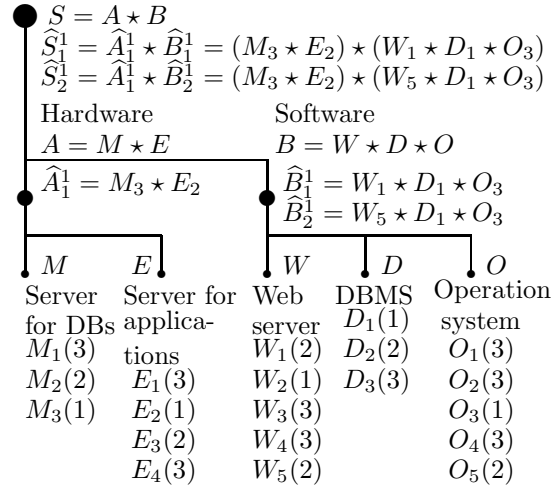 S = A ⋆ B
Ŝ₁¹ = Â₁¹ ⋆ B̂₁¹ = (M₃ ⋆ E₂) ⋆ (W₁ ⋆ D₁ ⋆ O₃)
Ŝ₂¹ = Â₁¹ ⋆ B̂₂¹ = (M₃ ⋆ E₂) ⋆ (W₅ ⋆ D₁ ⋆ O₃)
Hardware
A = M ⋆ E
Â₁¹ = M₃ ⋆ E₂
Software
B = W ⋆ D ⋆ O
B̂₁¹ = W₁ ⋆ D₁ ⋆ O₃
B̂₂¹ = W₅ ⋆ D₁ ⋆ O₃
M
Server
for DBs
M₁(3)
M₂(2)
M₃(1)
E
Server for
applica-
tions
E₁(3)
E₂(1)
E₃(2)
E₄(3)
W
Web
server
W₁(2)
W₂(1)
W₃(3)
W₄(3)
W₅(2)
D
DBMS
D₁(1)
D₂(2)
D₃(3)
O
Operation
system
O₁(3)
O₂(3)
O₃(1)
O₄(3)
O₅(2)